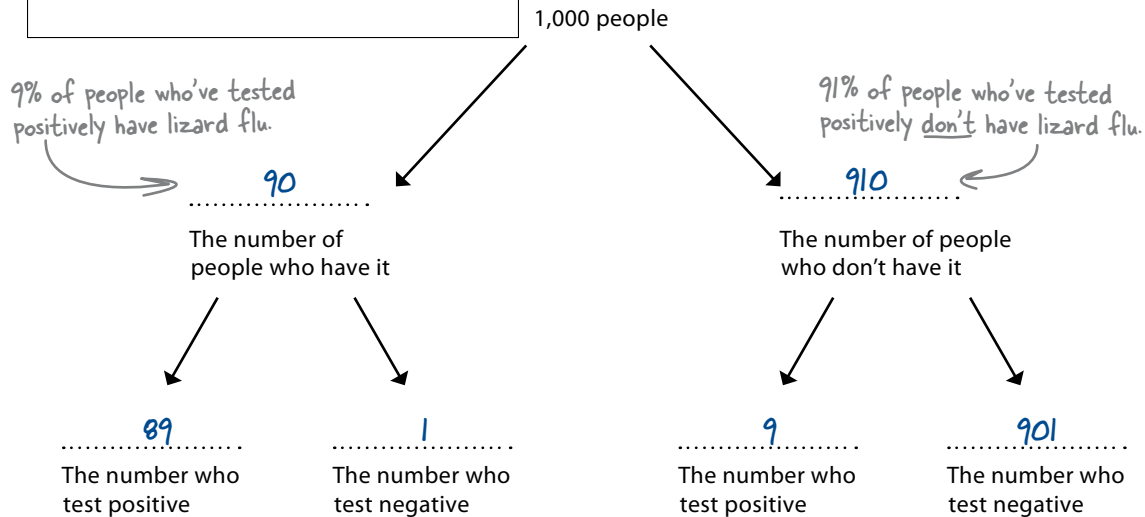 1,000 people
9% of people who've tested
positively have lizard flu.
91% of people who've tested
positively don't have lizard flu.
90
910
The number of
people who have it
The number of people
who don't have it
89
1
9
901
The number who
test positive
The number who
test negative
The number who
test positive
The number who
test negative